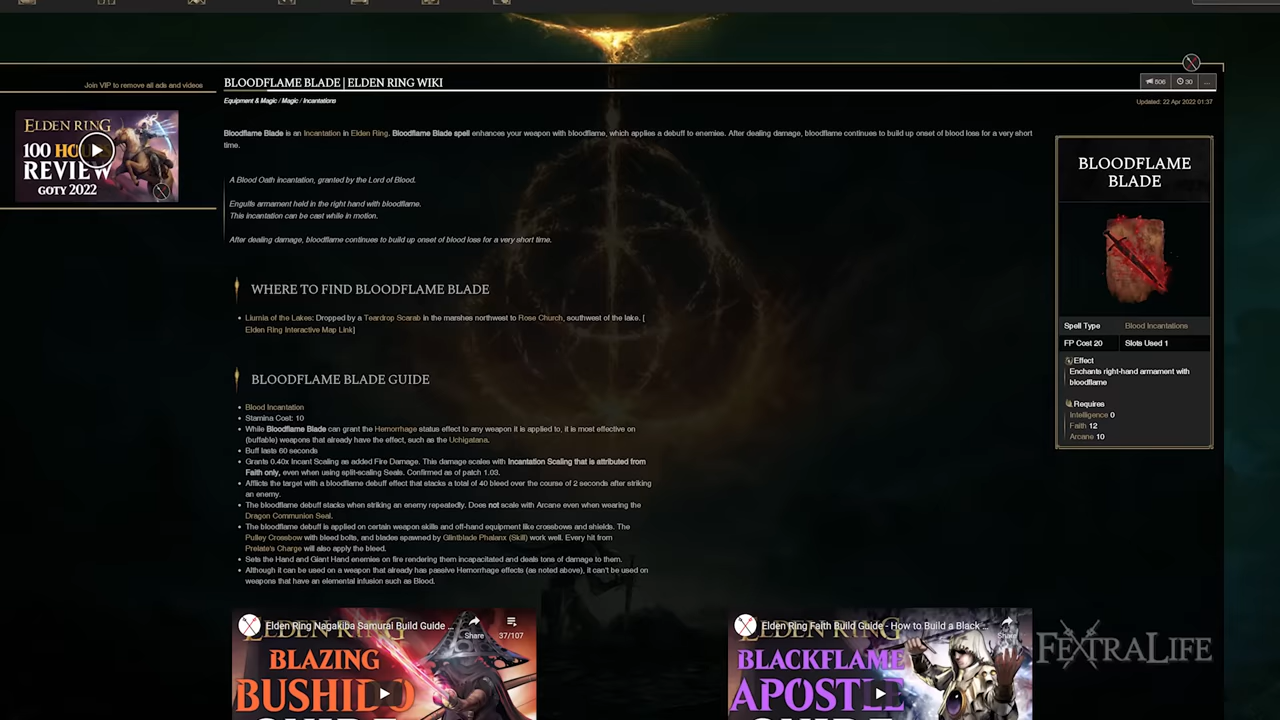 Join VIP to remove all ads and videos
ELDEN RING
REVIEW
GOTY 2022
BLOODFLAME BLADE | ELDEN RING WIKI
506
30
...
Equipment & Magic / Magic / Incantations
Updated: 22 Apr 2022 01:37
Bloodflame Blade is an Incantation in Elden Ring. Bloodflame Blade spell enhances your weapon with bloodflame, which applies a debuff to enemies. After dealing damage, bloodflame continues to build up onset of blood loss for a very short
time.
A Blood Oath incantation, granted by the Lord of Blood.
Engulfs armament held in the right hand with bloodflame.
This incantation can be cast while in motion.
After dealing damage, bloodflame continues to build up onset of blood loss for a very short time.
WHERE TO FIND BLOODFLAME BLADE
• Liurnia of the Lakes: Dropped by a Teardrop Scarab in the marshes northwest to Rose Church, southwest of the lake. [
Elden Ring Interactive Map Link]
BLOODFLAME BLADE GUIDE
• Blood Incantation
• Stamina Cost: 10
• While Bloodflame Blade can grant the Hemorrhage status effect to any weapon it is applied to, it is most effective on
(buffable) weapons that already have the effect, such as the Uchigatana.
• Buff lasts 60 seconds
• Grants 0.40x Incant Scaling as added Fire Damage. This damage scales with Incantation Scaling that is attributed from
Faith only, even when using split-scaling Seals. Confirmed as of patch 1.03.
• Afflicts the target with a bloodflame debuff effect that stacks a total of 40 bleed over the course of 2 seconds after striking
an enemy.
• The bloodflame debuff stacks when striking an enemy repeatedly. Does not scale with Arcane even when wearing the
Dragon Communion Seal.
• The bloodflame debuff is applied on certain weapon skills and off-hand equipment like crossbows and shields. The
Pulley Crossbow with bleed bolts, and blades spawned by Glintblade Phalanx (Skill) work well. Every hit from
Prelate's Charge will also apply the bleed.
• Sets the Hand and Giant Hand enemies on fire rendering them incapacitated and deals tons of damage to them.
• Although it can be used on a weapon that already has passive Hemorrhage effects (as noted above), it can't be used on
weapons that have an elemental infusion such as Blood.
BLOODFLAME
BLADE
Spell Type Blood Incantations
FP Cost 20 Slots Used 1
Effect
Enchants right-hand armament with
bloodflame
Requires
Intelligence 0
Faith 12
Arcane 10
Elden Ring Nagakiba Samurai Build Guide ...
Share
37/107
ELDEN RING
BLAZING
BUSHIDO
Elden Ring Faith Build Guide - How to Build a Black ...
Share
ELDEN RING
BLACKFLAME
APOSTLE
FEXTRALIFE